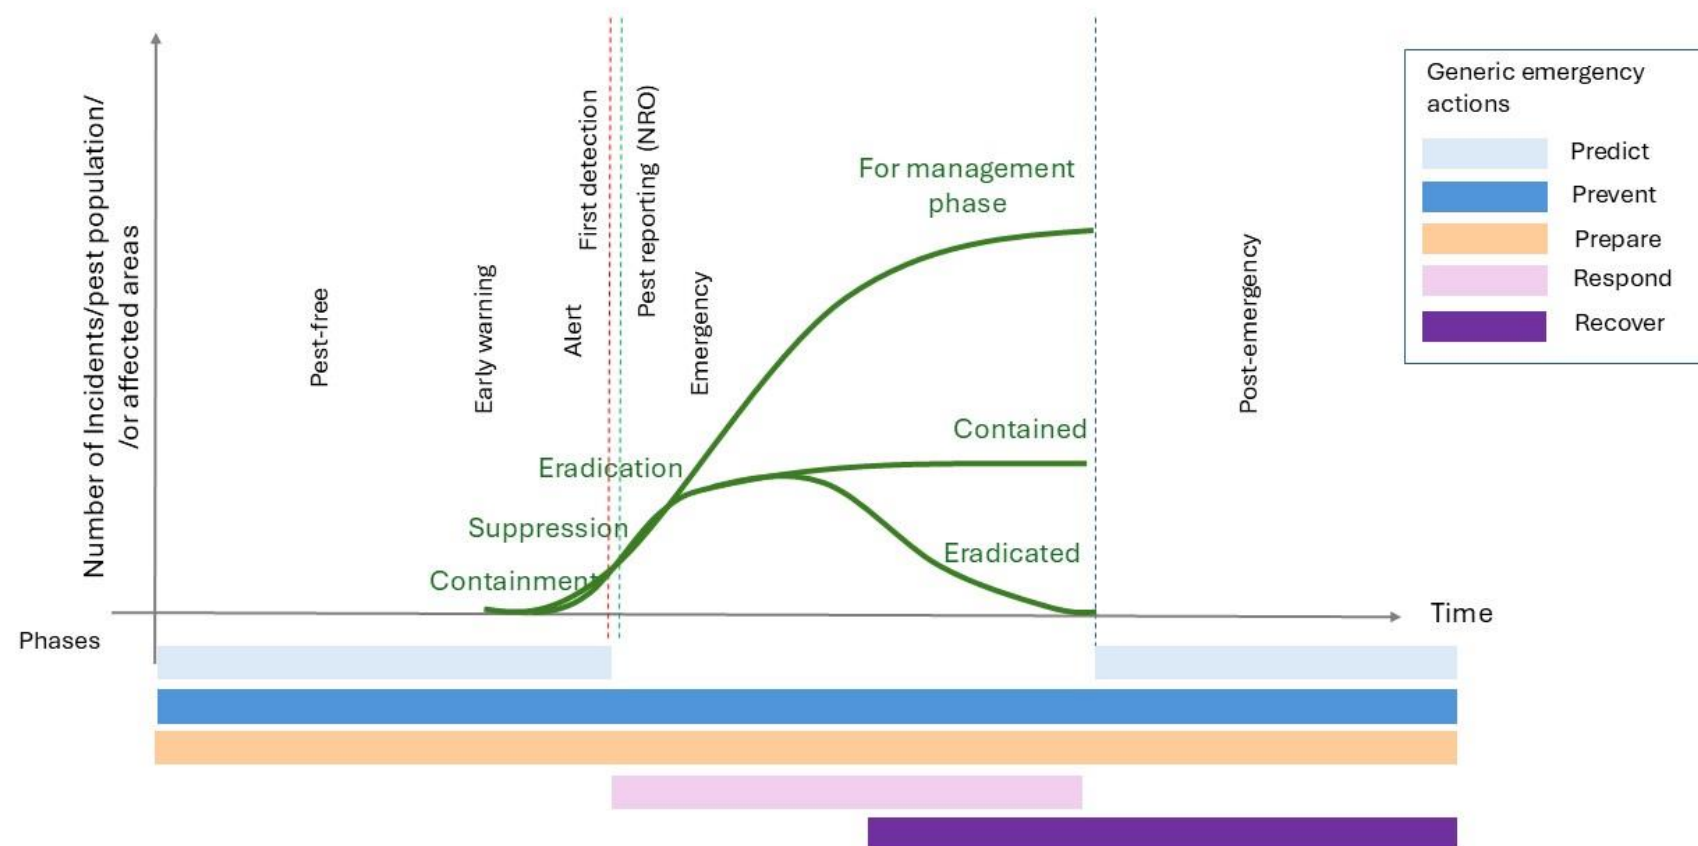 Number of Incidents/pest population/
/or affected areas
Pest-free
Early warning
Alert
First detection
Pest reporting (NRO)
Emergency
For management
phase
Contained
Eradication
Suppression
Containment
Eradicated
Post-emergency
Time
Phases
Generic emergency
actions
Predict
Prevent
Prepare
Respond
Recover